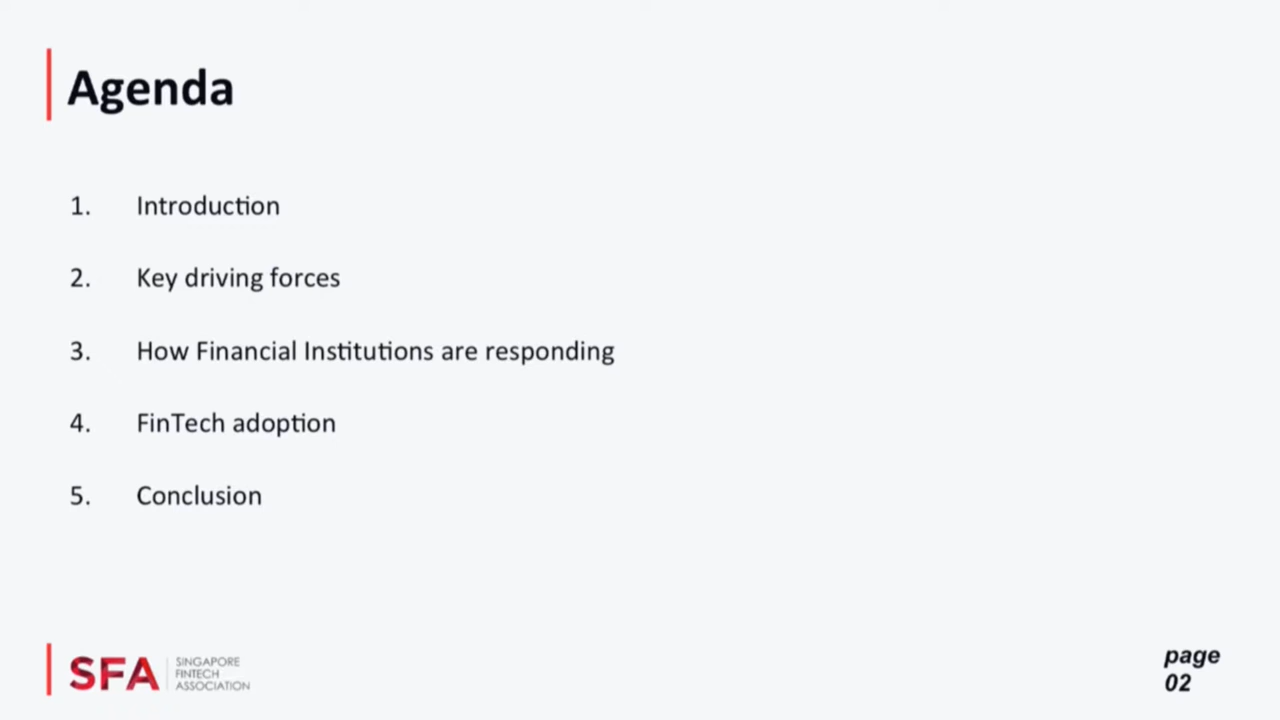 Agenda
1. Introduction
2. Key driving forces
3. How Financial Institutions are responding
4. FinTech adoption
5. Conclusion
SFA
SINGAPORE
FINTECH
ASSOCIATION
page
02